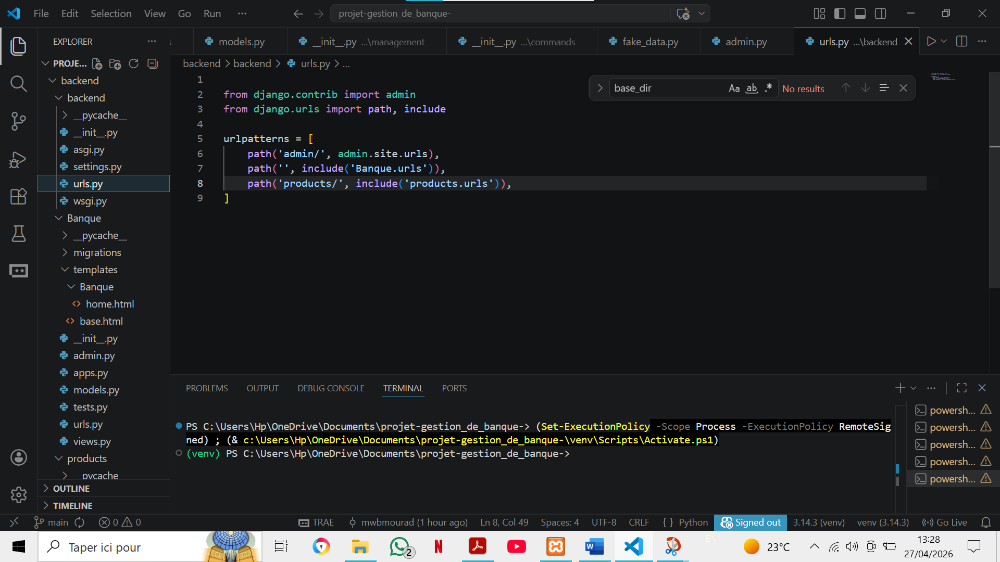 File Edit Selection View Go Run ···
projet-gestion_de_banque-
EXPLORER
models.py
__init__.py ...\management
__init__.py ...\commands
fake_data.py
admin.py
urls.py ...\backend
PROJE...
backend > backend > urls.py > ...
backend
backend
__pycache__
__init__.py
asgi.py
settings.py
urls.py
wsgi.py
Banque
__pycache__
migrations
templates
Banque
home.html
base.html
__init__.py
admin.py
apps.py
models.py
tests.py
urls.py
views.py
products
__pycache__
OUTLINE
TIMELINE
base_dir
Aa ab .*
No results
1
2 from django.contrib import admin
3 from django.urls import path, include
4
5 urlpatterns = [
6 path('admin/', admin.site.urls),
7 path('', include('Banque.urls')),
8 path('products/', include('products.urls')),
9 ]
PROBLEMS OUTPUT DEBUG CONSOLE TERMINAL PORTS
PS C:\Users\Hp\OneDrive\Documents\projet-gestion_de_banque-> (Set-ExecutionPolicy -Scope Process -ExecutionPolicy RemoteSig
ned) ; (& c:\Users\Hp\OneDrive\Documents\projet-gestion_de_banque-\venv\Scripts\Activate.ps1)
(venv) PS C:\Users\Hp\OneDrive\Documents\projet-gestion_de_banque->
powersh...
powersh...
powersh...
powersh...
powersh...
main 0 0 TRAE mwbmourad (1 hour ago) Ln 8, Col 49 Spaces: 4 UTF-8 CRLF { } Python Signed out 3.14.3 (venv) venv (3.14.3) Go Live
Taper ici pour
2
N
W
23°C
13:28
27/04/2026